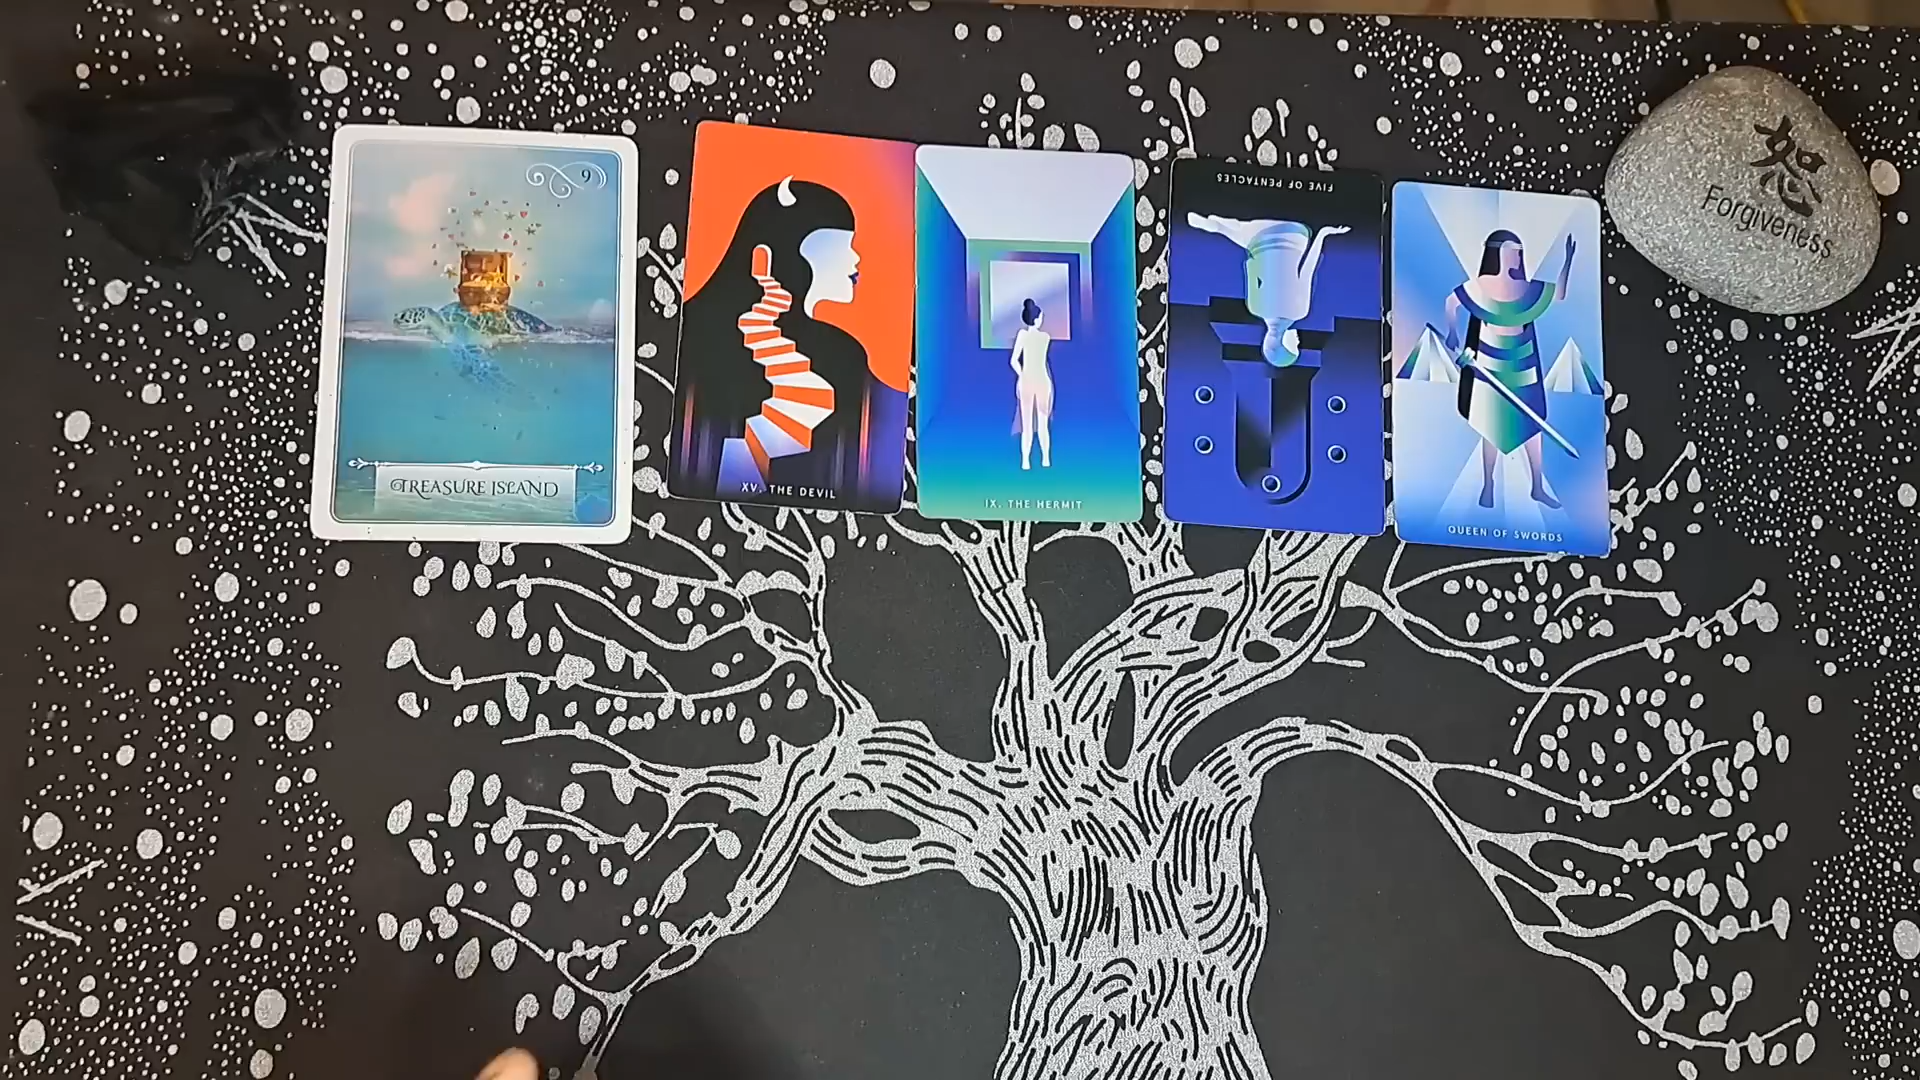 9
TREASURE ISLAND
XV. THE DEVIL
IX. THE HERMIT
FIVE OF PENTACLES
QUEEN OF SWORDS
恕
Forgiveness